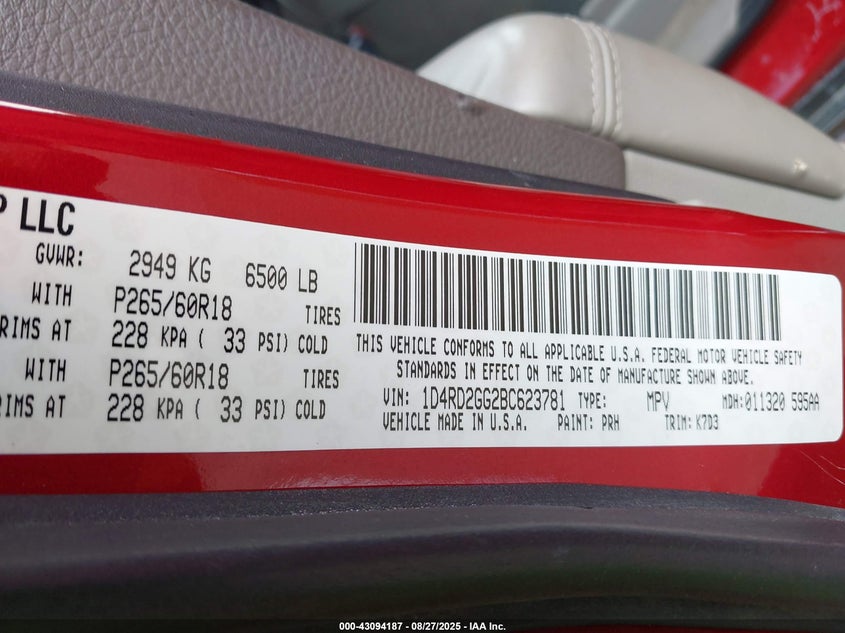 P LLC
GVWR: 2949 KG 6500 LB
WITH P265/60R18 TIRES
RIMS AT 228 KPA ( 33 PSI) COLD
WITH P265/60R18 TIRES
RIMS AT 228 KPA ( 33 PSI) COLD
THIS VEHICLE CONFORMS TO ALL APPLICABLE U.S.A. FEDERAL MOTOR VEHICLE SAFETY
STANDARDS IN EFFECT ON THE DATE OF MANUFACTURE SHOWN ABOVE.
VIN: 1D4RD2GG2BC623781 TYPE: MPV MDH: 011320 595AA
VEHICLE MADE IN U.S.A. PAINT: PRH TRIM: K7D3
000-43094187 - 08/27/2025 - IAA Inc.